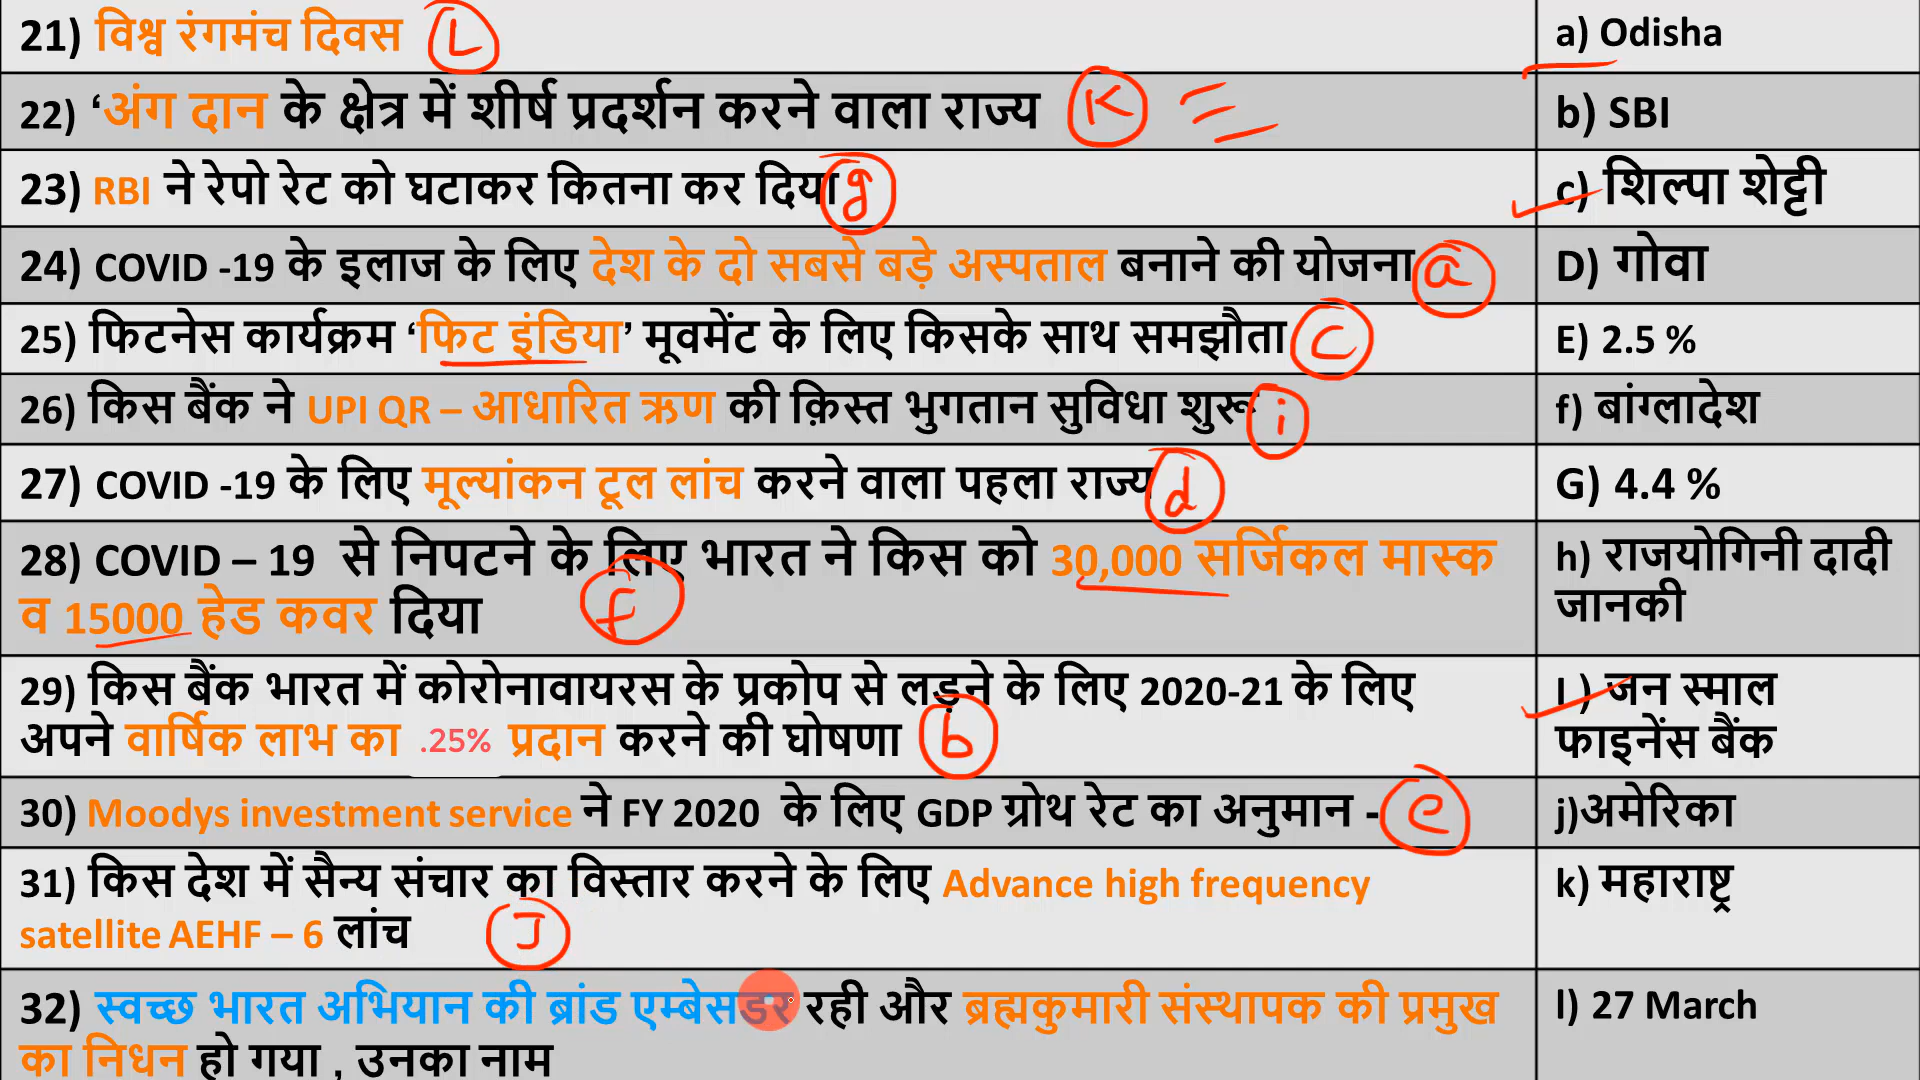 21) विश्व रंगमंच दिवस L
a) Odisha
22) ‘अंग दान के क्षेत्र में शीर्ष प्रदर्शन करने वाला राज्य K
b) SBI
23) RBI ने रेपो रेट को घटाकर कितना कर दिया g
c) शिल्पा शेट्टी
24) COVID -19 के इलाज के लिए देश के दो सबसे बड़े अस्पताल बनाने की योजना a
D) गोवा
25) फिटनेस कार्यक्रम ‘फिट इंडिया’ मूवमेंट के लिए किसके साथ समझौता C
E) 2.5 %
26) किस बैंक ने UPI QR – आधारित ऋण की क़िस्त भुगतान सुविधा शुरू i
f) बांग्लादेश
27) COVID -19 के लिए मूल्यांकन टूल लांच करने वाला पहला राज्य d
G) 4.4 %
28) COVID – 19 से निपटने के लिए भारत ने किस को 30,000 सर्जिकल मास्क
व 15000 हेड कवर दिया f
h) राजयोगिनी दादी
जानकी
29) किस बैंक भारत में कोरोनावायरस के प्रकोप से लड़ने के लिए 2020-21 के लिए
अपने वार्षिक लाभ का .25% प्रदान करने की घोषणा b
I ) जन स्माल
फाइनेंस बैंक
30) Moodys investment service ने FY 2020 के लिए GDP ग्रोथ रेट का अनुमान - e
j)अमेरिका
31) किस देश में सैन्य संचार का विस्तार करने के लिए Advance high frequency
satellite AEHF – 6 लांच J
k) महाराष्ट्र
32) स्वच्छ भारत अभियान की ब्रांड एम्बेसडर रही और ब्रह्मकुमारी संस्थापक की प्रमुख
का निधन हो गया , उनका नाम
l) 27 March